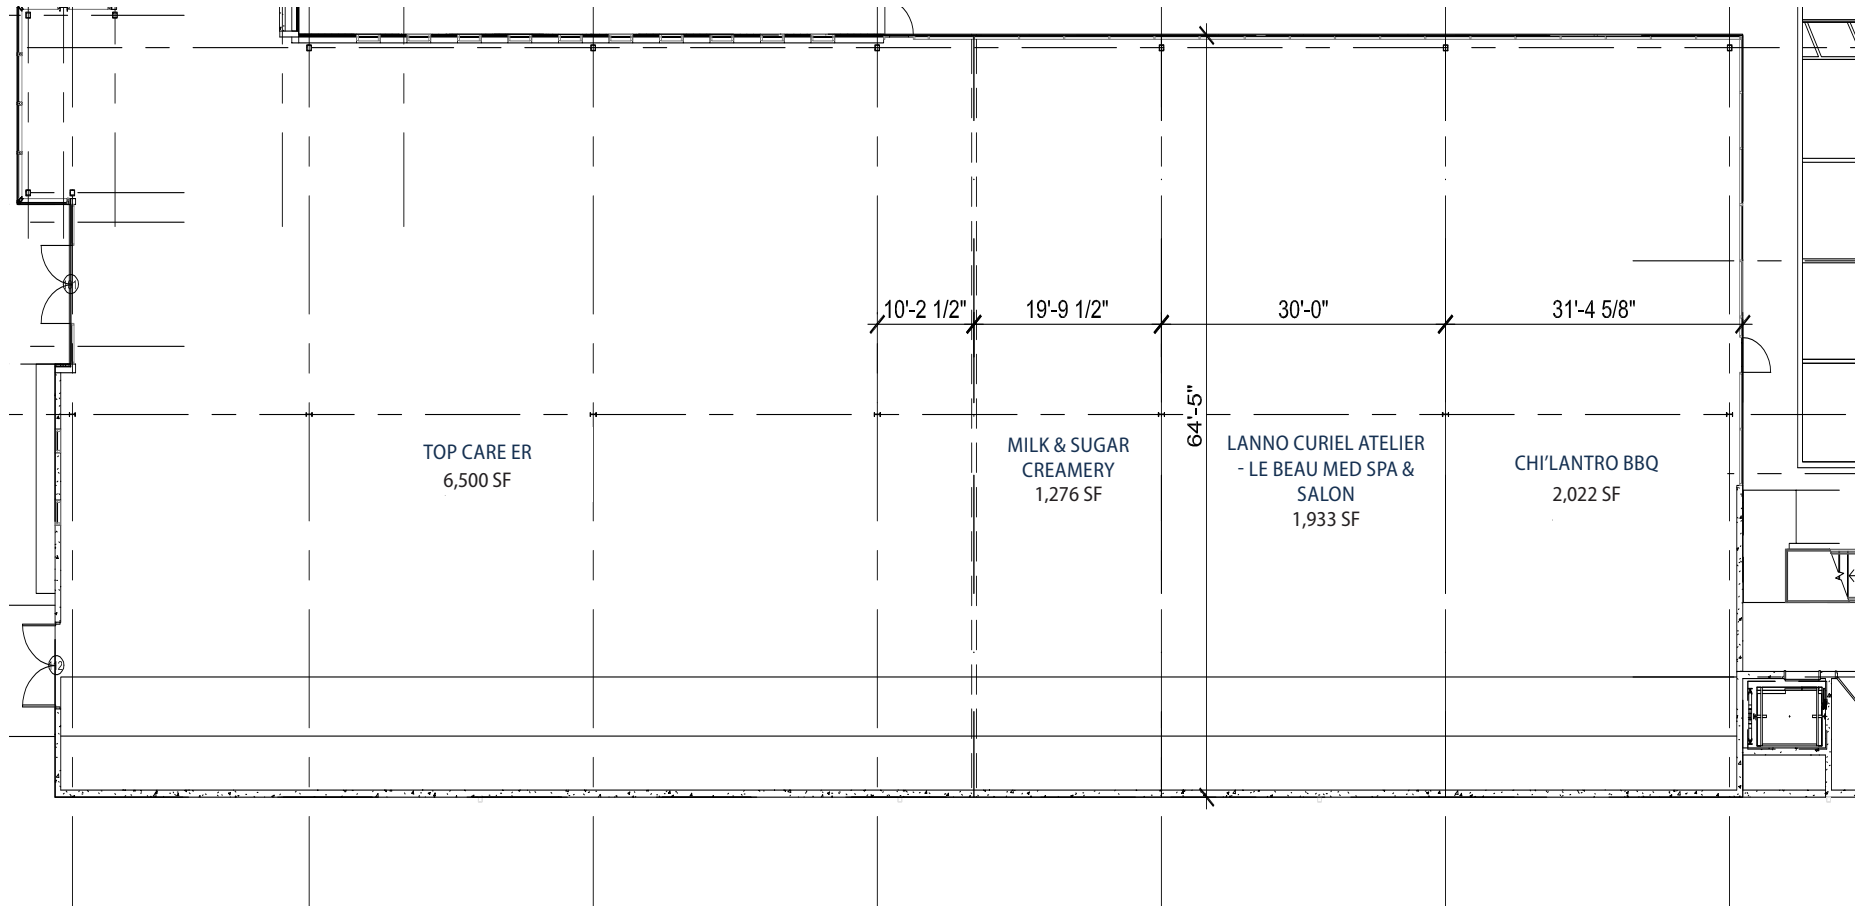 10'-2 1/2"
19'-9 1/2"
30'-0"
31'-4 5/8"
64'-5"
TOP CARE ER
6,500 SF
MILK & SUGAR
CREAMERY
1,276 SF
LANNO CURIEL ATELIER
- LE BEAU MED SPA &
SALON
1,933 SF
CHI'LANTRO BBQ
2,022 SF
12